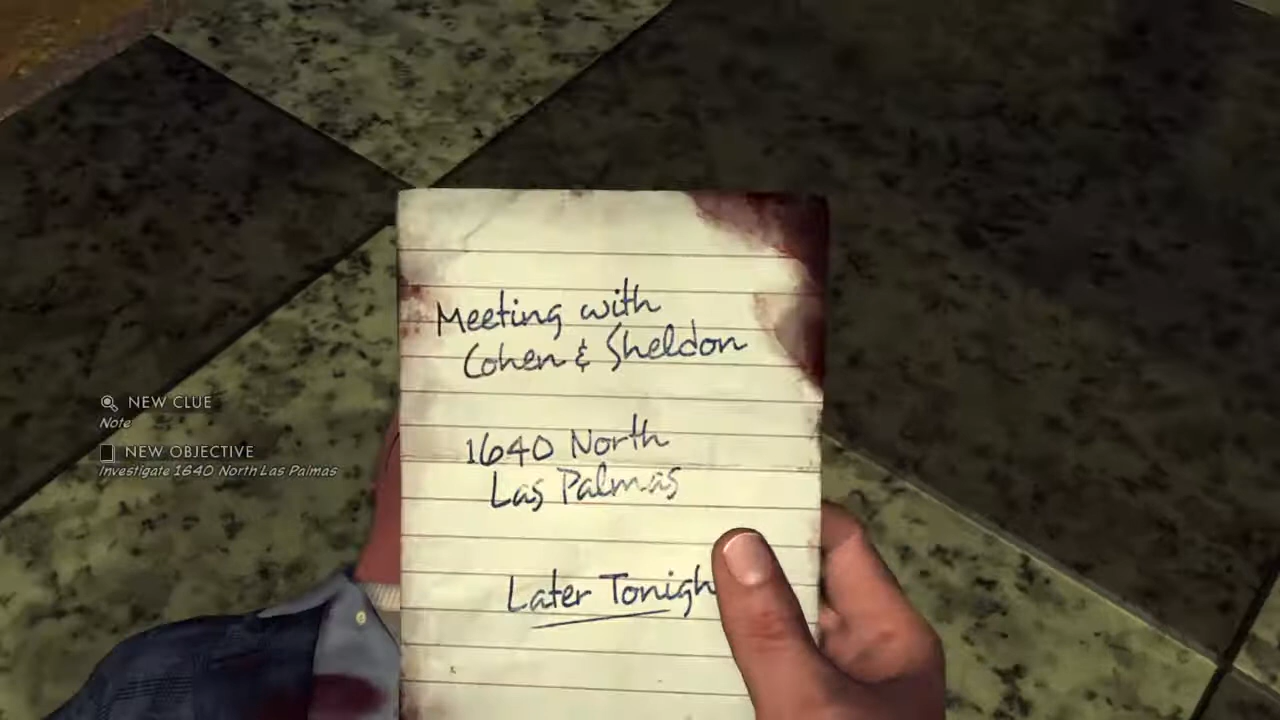 Meeting with
Cohen & Sheldon
1640 North
Las Palmas
Later Tonigh
NEW CLUE
Note
NEW OBJECTIVE
Investigate 1640 North Las Palmas